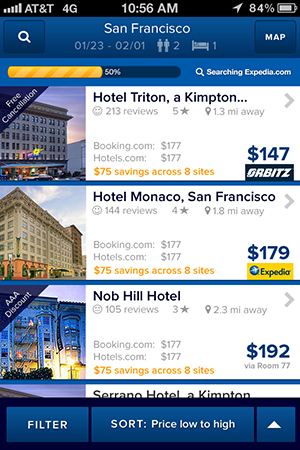 AT&T 4G 10:56 AM 84%
San Francisco
01/23 - 02/01 2 1
MAP
50% Searching Expedia.com
Free Cancellation
Hotel Triton, a Kimpton...
213 reviews 5★ 1.3 mi away
Booking.com: $177
Hotels.com: $177
$75 savings across 8 sites
$147
ORBITZ
Hotel Monaco, San Francisco
144 reviews 4★ 1.8 mi away
Booking.com: $177
Hotels.com: $177
$75 savings across 8 sites
$179
Expedia
AAA Discount
Nob Hill Hotel
105 reviews 3★ 2.3 mi away
Booking.com: $177
Hotels.com: $177
$75 savings across 8 sites
$192
via Room 77
Serrano Hotel, a Kimpton
FILTER
SORT: Price low to high